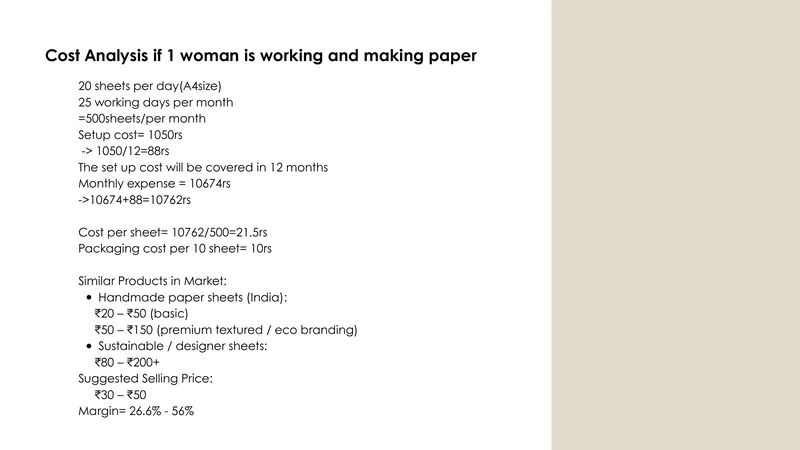 Cost Analysis if 1 woman is working and making paper
20 sheets per day(A4size)
25 working days per month
=500sheets/per month
Setup cost= 1050rs
-> 1050/12=88rs
The set up cost will be covered in 12 months
Monthly expense = 10674rs
->10674+88=10762rs
Cost per sheet= 10762/500=21.5rs
Packaging cost per 10 sheet= 10rs
Similar Products in Market:
• Handmade paper sheets (India):
₹20 – ₹50 (basic)
₹50 – ₹150 (premium textured / eco branding)
• Sustainable / designer sheets:
₹80 – ₹200+
Suggested Selling Price:
₹30 – ₹50
Margin= 26.6% - 56%